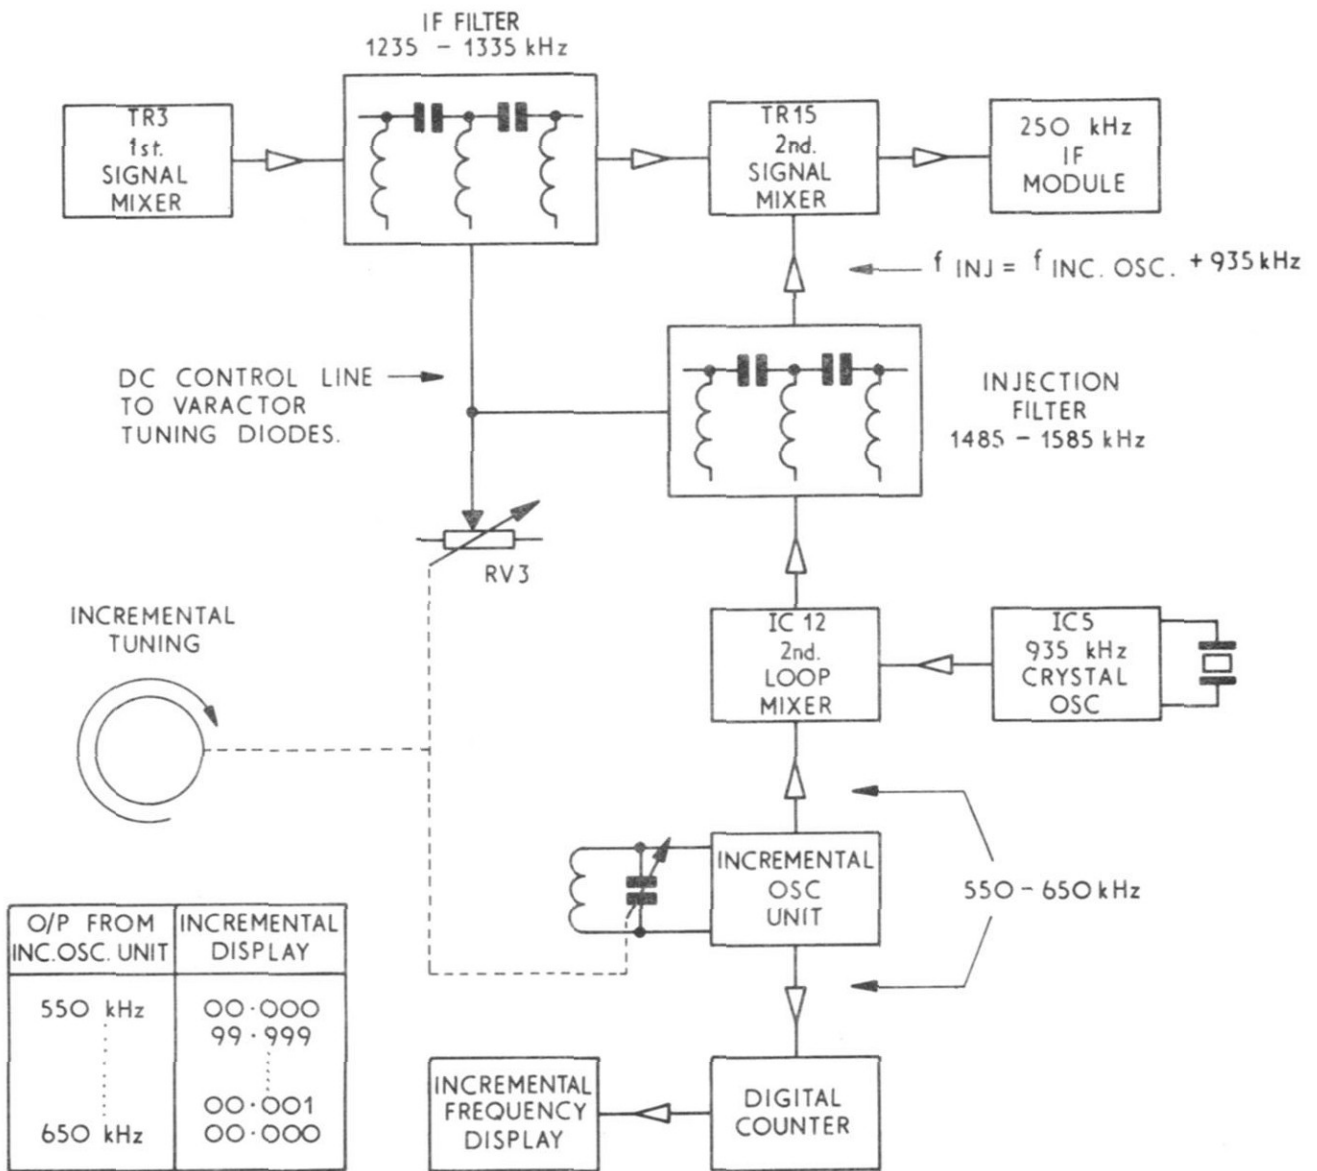 IF FILTER
1235 – 1335 kHz
TR3
1st.
SIGNAL
MIXER
TR15
2nd.
SIGNAL
MIXER
250 kHz
IF
MODULE
f INJ = f INC. OSC. + 935 kHz
DC CONTROL LINE
TO VARACTOR
TUNING DIODES.
INJECTION
FILTER
1485 – 1585 kHz
RV3
INCREMENTAL
TUNING
IC 12
2nd.
LOOP
MIXER
IC5
935 kHz
CRYSTAL
OSC
INCREMENTAL
OSC
UNIT
550 – 650 kHz
O/P FROM
INC.OSC. UNIT
INCREMENTAL
DISPLAY
550 kHz
00·000
99·999
00·001
650 kHz
00·000
INCREMENTAL
FREQUENCY
DISPLAY
DIGITAL
COUNTER